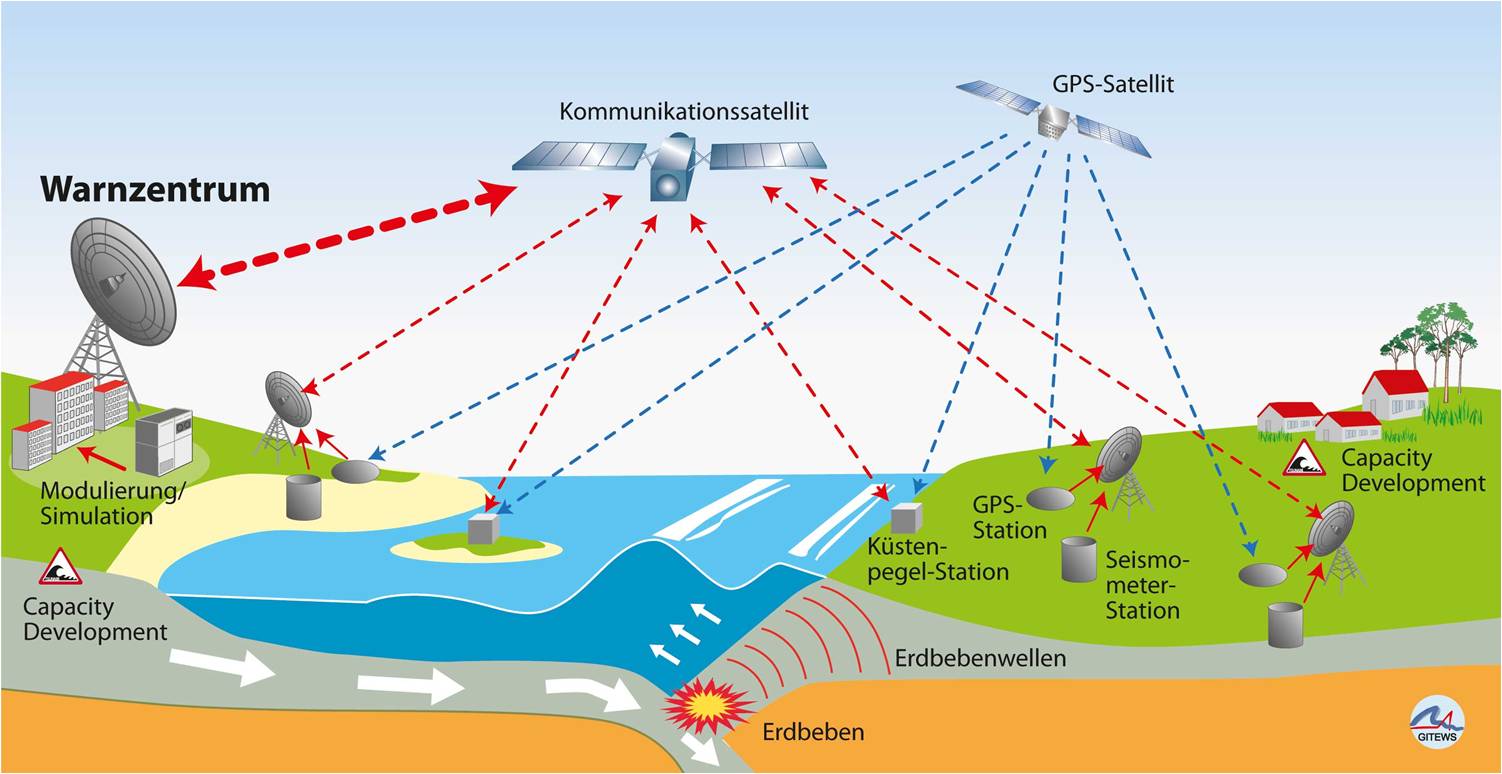 GPS-Satellit
Kommunikationssatellit
Warnzentrum
Modulierung/
Simulation
Capacity
Development
GPS-
Station
Küsten-
pegel-Station
Seismo-
meter-
Station
Capacity
Development
Erdbebenwellen
Erdbeben
GITEWS